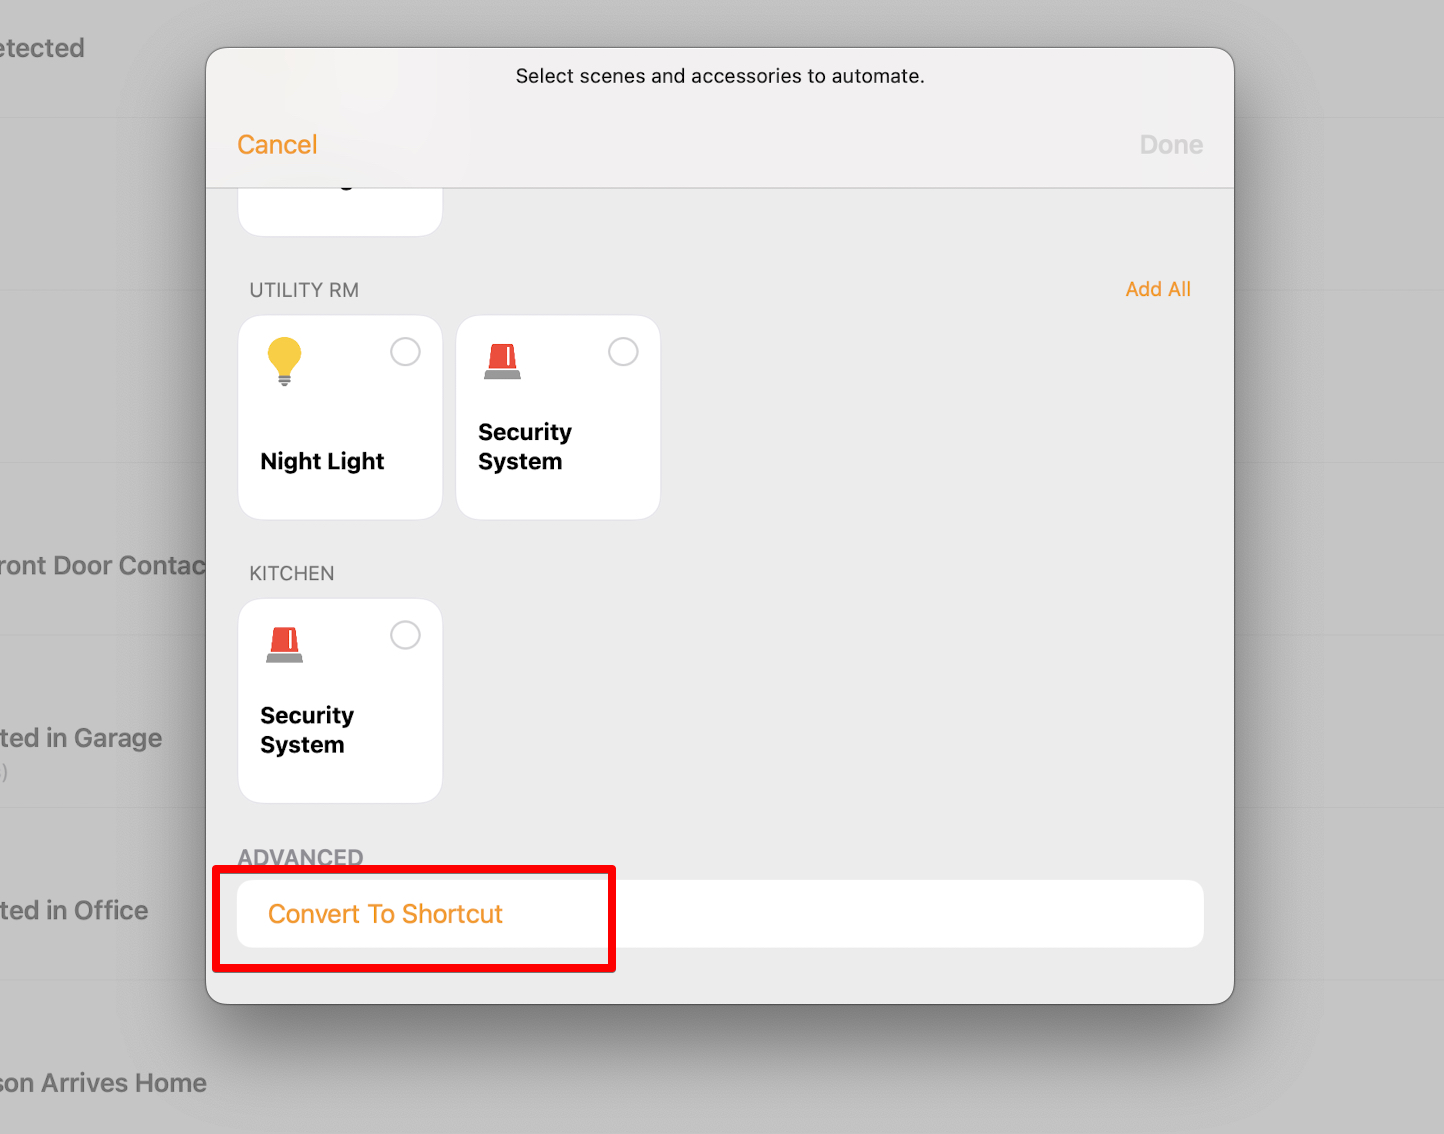 etected
Select scenes and accessories to automate.
Cancel
Done
UTILITY RM
Add All
Night Light
Security
System
ront Door Contac
KITCHEN
Security
System
ted in Garage
ADVANCED
Convert To Shortcut
ted in Office
son Arrives Home